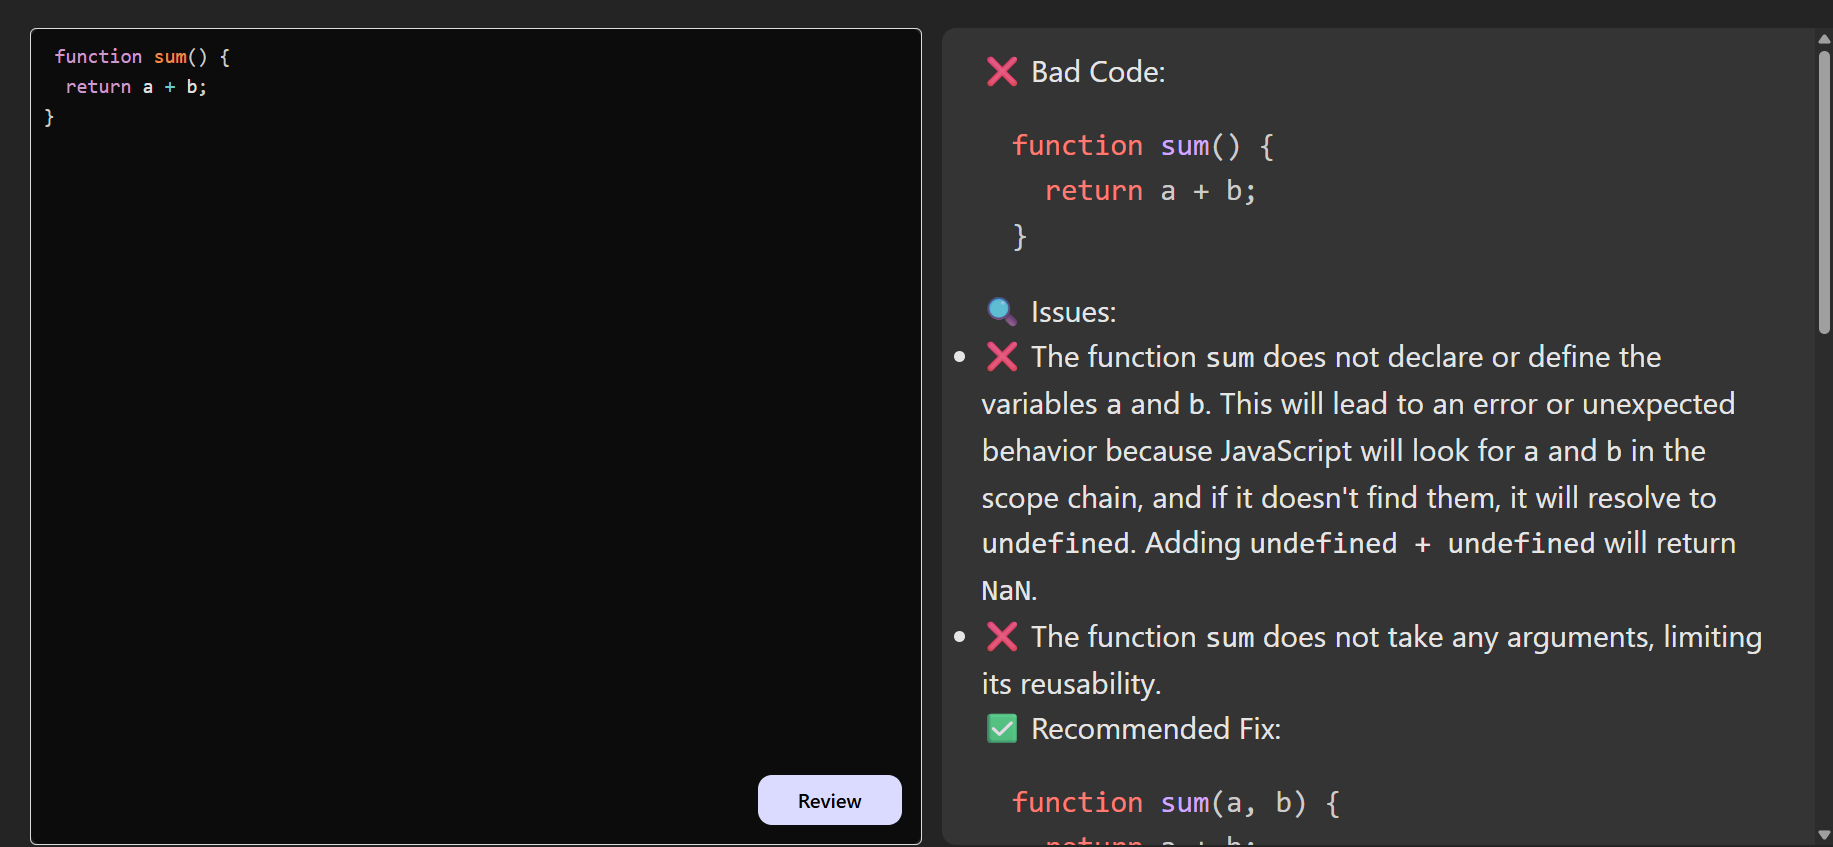 function sum() {
return a + b;
}
Review
❌ Bad Code:
function sum() {
return a + b;
}
🔍 Issues:
• ❌ The function sum does not declare or define the
variables a and b. This will lead to an error or unexpected
behavior because JavaScript will look for a and b in the
scope chain, and if it doesn't find them, it will resolve to
undefined. Adding undefined + undefined will return
NaN.
• ❌ The function sum does not take any arguments, limiting
its reusability.
✅ Recommended Fix:
function sum(a, b) {
return a + b;